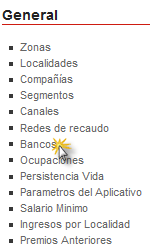 General
Zonas
Localidades
Compañías
Segmentos
Canales
Redes de recaudo
Bancos
Ocupaciones
Persistencia Vida
Parametros del Aplicativo
Salario Minimo
Ingresos por Localidad
Premios Anteriores